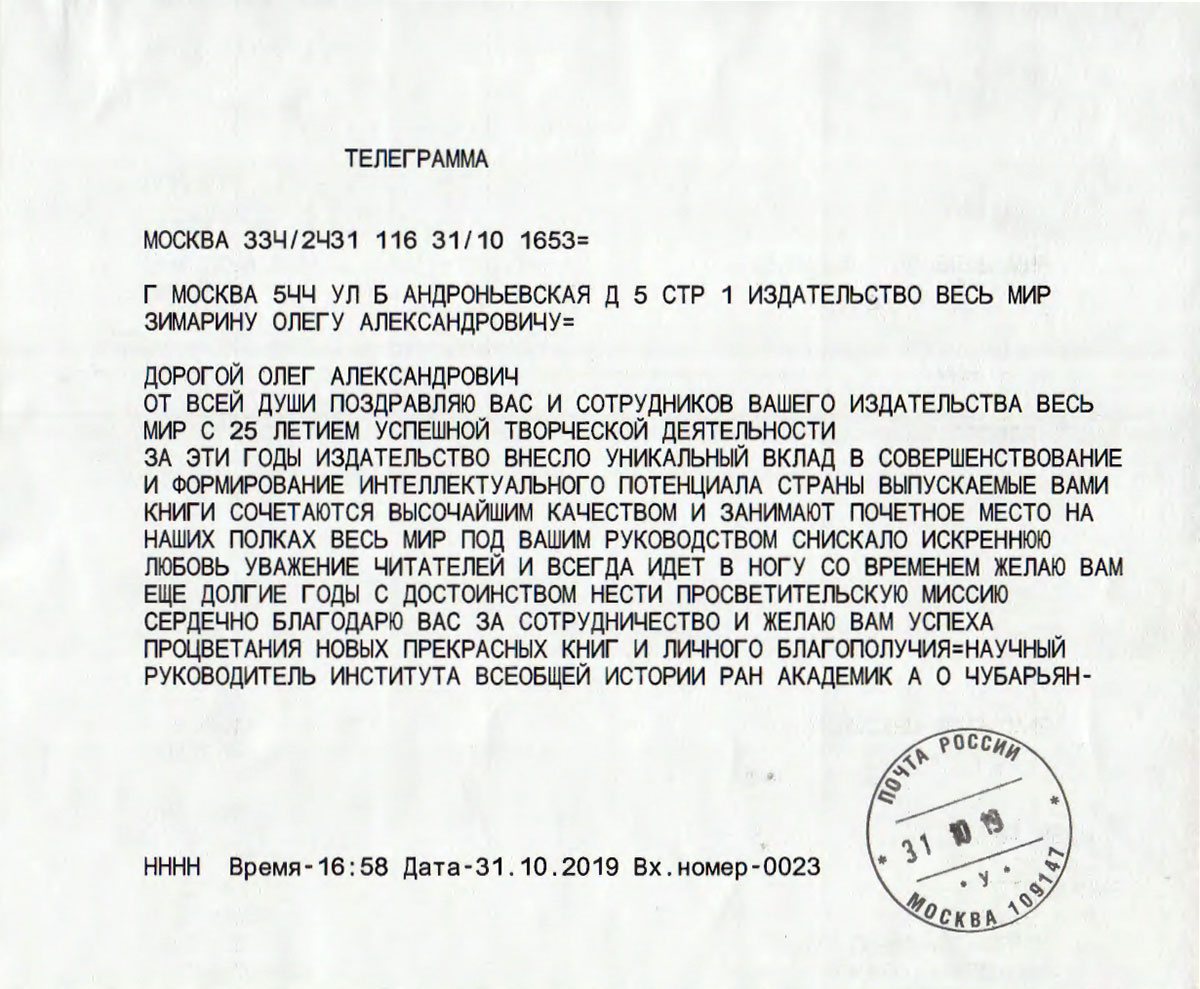 ТЕЛЕГРАММА
МОСКВА 33Ч/2Ч31 116 31/10 1653=
Г МОСКВА 5ЧЧ УЛ Б АНДРОНЬЕВСКАЯ Д 5 СТР 1 ИЗДАТЕЛЬСТВО ВЕСЬ МИР
ЗИМАРИНУ ОЛЕГУ АЛЕКСАНДРОВИЧУ=
ДОРОГОЙ ОЛЕГ АЛЕКСАНДРОВИЧ
ОТ ВСЕЙ ДУШИ ПОЗДРАВЛЯЮ ВАС И СОТРУДНИКОВ ВАШЕГО ИЗДАТЕЛЬСТВА ВЕСЬ
МИР С 25 ЛЕТИЕМ УСПЕШНОЙ ТВОРЧЕСКОЙ ДЕЯТЕЛЬНОСТИ
ЗА ЭТИ ГОДЫ ИЗДАТЕЛЬСТВО ВНЕСЛО УНИКАЛЬНЫЙ ВКЛАД В СОВЕРШЕНСТВОВАНИЕ
И ФОРМИРОВАНИЕ ИНТЕЛЛЕКТУАЛЬНОГО ПОТЕНЦИАЛА СТРАНЫ ВЫПУСКАЕМЫЕ ВАМИ
КНИГИ СОЧЕТАЮТСЯ ВЫСОЧАЙШИМ КАЧЕСТВОМ И ЗАНИМАЮТ ПОЧЕТНОЕ МЕСТО НА
НАШИХ ПОЛКАХ ВЕСЬ МИР ПОД ВАШИМ РУКОВОДСТВОМ СНИСКАЛО ИСКРЕННЮЮ
ЛЮБОВЬ УВАЖЕНИЕ ЧИТАТЕЛЕЙ И ВСЕГДА ИДЕТ В НОГУ СО ВРЕМЕНЕМ ЖЕЛАЮ ВАМ
ЕЩЕ ДОЛГИЕ ГОДЫ С ДОСТОИНСТВОМ НЕСТИ ПРОСВЕТИТЕЛЬСКУЮ МИССИЮ
СЕРДЕЧНО БЛАГОДАРЮ ВАС ЗА СОТРУДНИЧЕСТВО И ЖЕЛАЮ ВАМ УСПЕХА
ПРОЦВЕТАНИЯ НОВЫХ ПРЕКРАСНЫХ КНИГ И ЛИЧНОГО БЛАГОПОЛУЧИЯ=НАУЧНЫЙ
РУКОВОДИТЕЛЬ ИНСТИТУТА ВСЕОБЩЕЙ ИСТОРИИ РАН АКАДЕМИК А О ЧУБАРЬЯН-
ПОЧТА РОССИИ
31 10 19
* У *
МОСКВА 109147
НННН Время-16:58 Дата-31.10.2019 Вх.номер-0023